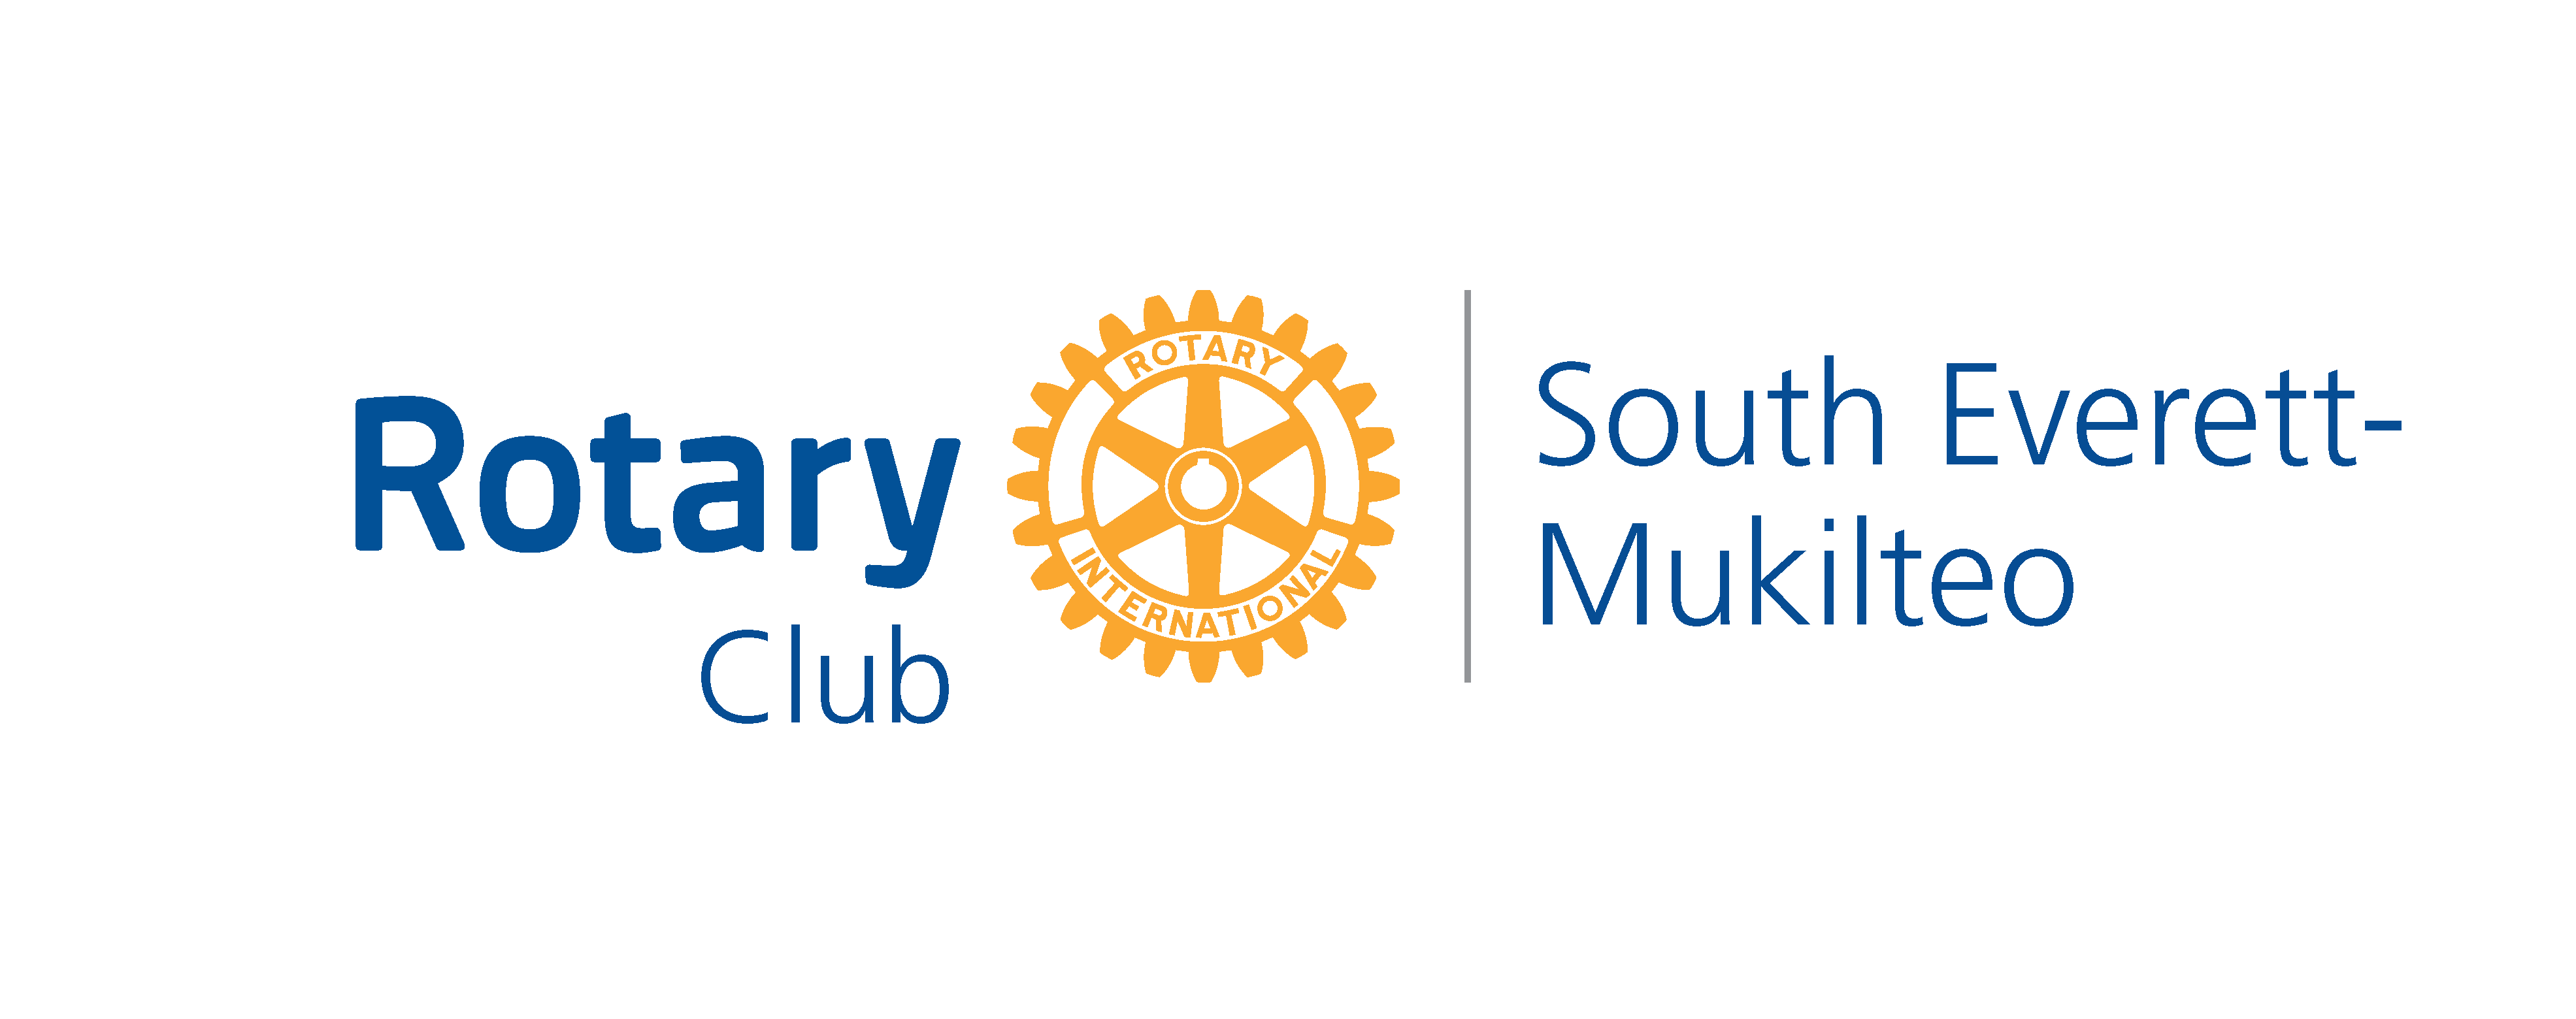 Rotary
Club
ROTARY
INTERNATIONAL
South Everett-
Mukilteo